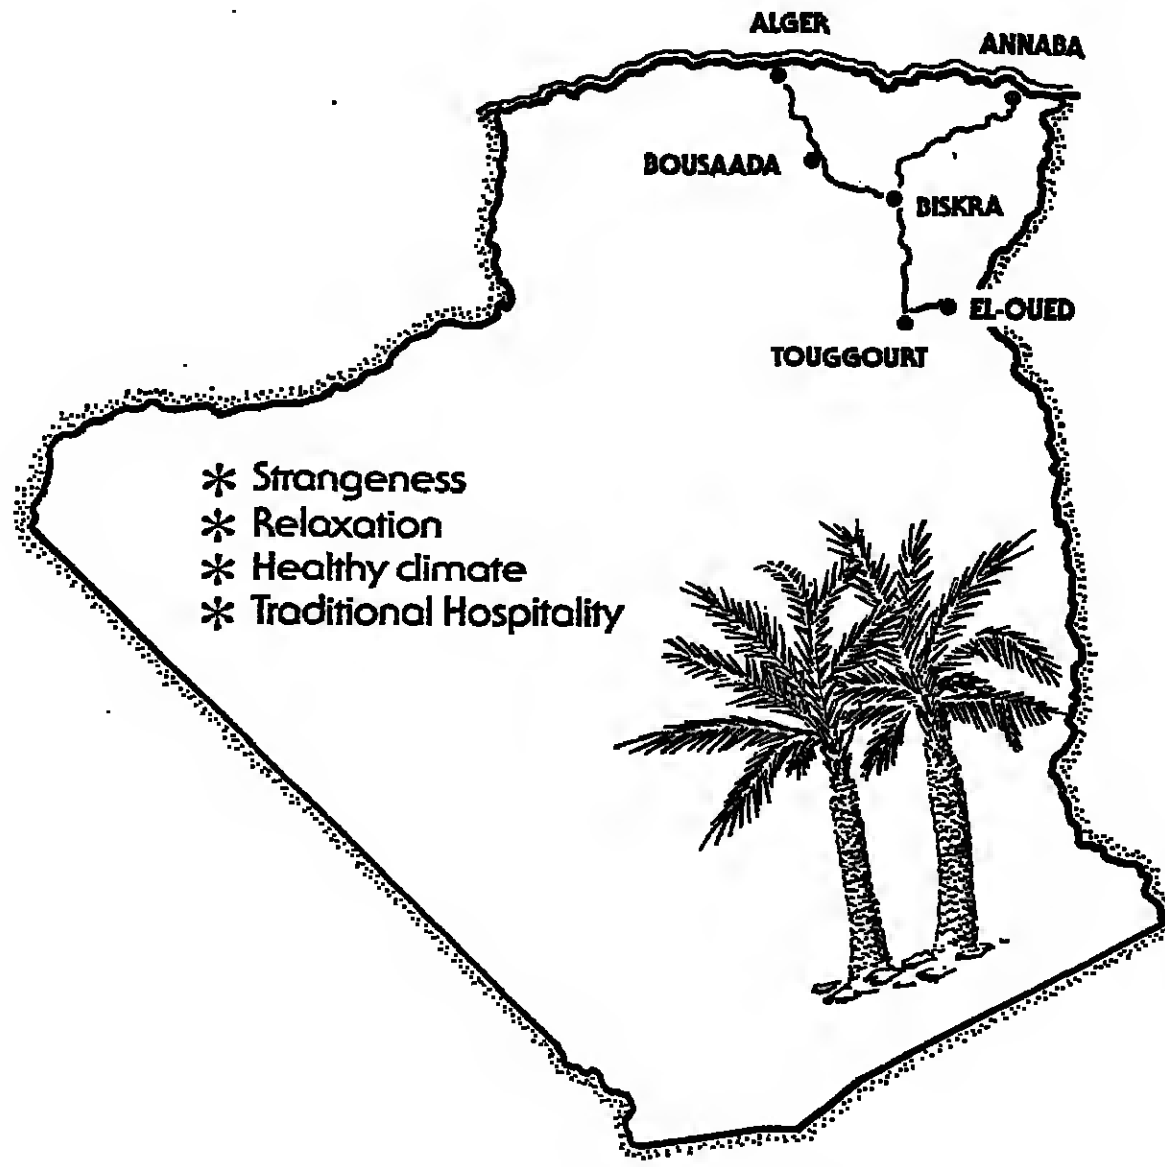 ALGER
ANNABA
BOUSAADA
BISKRA
EL-OUED
TOUGGOURT
* Strangeness
* Relaxation
* Healthy climate
* Traditional Hospitality